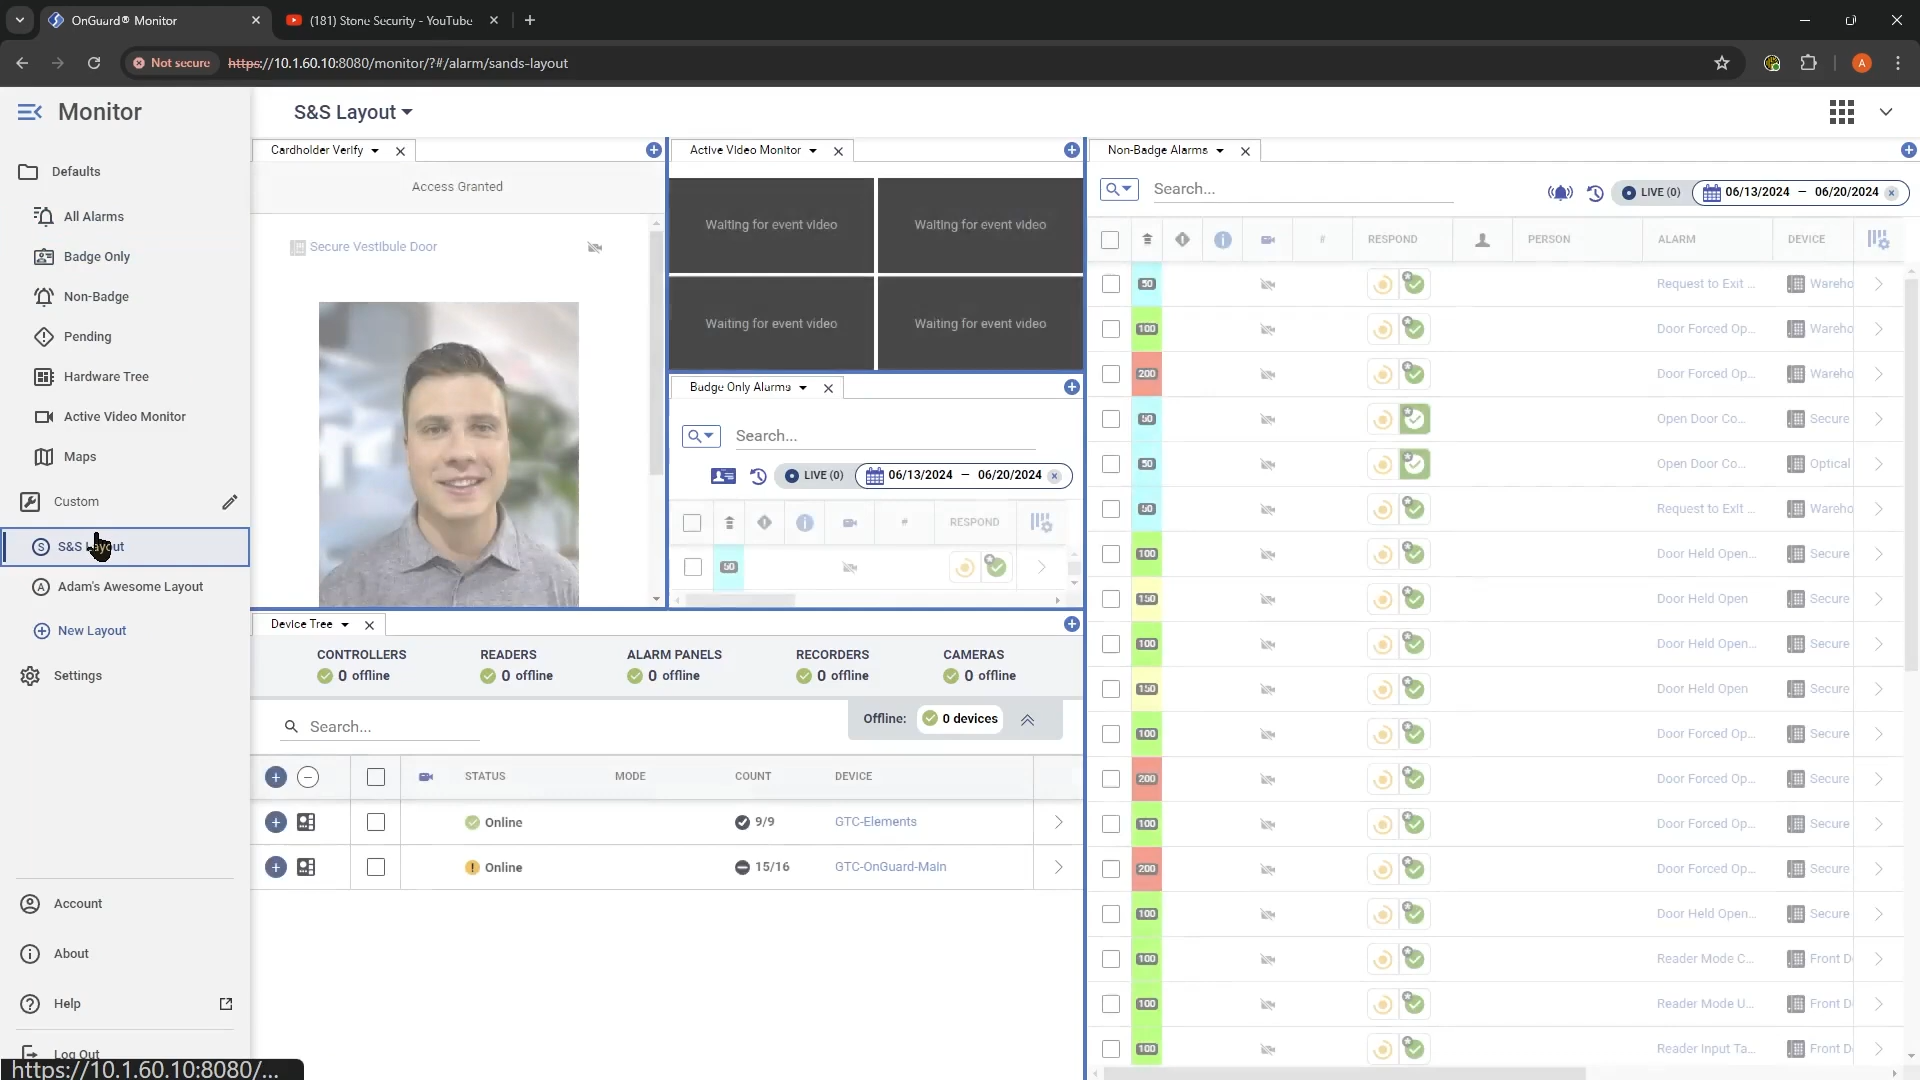 OnGuard® Monitor
(181) Stone Security - YouTube
Not secure
https://10.1.60.10:8080/monitor/?#/alarm/sands-layout
A
Monitor
S&S Layout
Defaults
All Alarms
Badge Only
Non-Badge
Pending
Hardware Tree
Active Video Monitor
Maps
Custom
S S&S Layout
A Adam's Awesome Layout
New Layout
Settings
Account
About
Help
Log Out
https://10.1.60.10:8080/...
Cardholder Verify
Access Granted
Secure Vestibule Door
Active Video Monitor
Waiting for event video
Waiting for event video
Waiting for event video
Waiting for event video
Badge Only Alarms
Search...
LIVE (0)
06/13/2024 – 06/20/2024
# RESPOND
50
Device Tree
CONTROLLERS READERS ALARM PANELS RECORDERS CAMERAS
0 offline 0 offline 0 offline 0 offline 0 offline
Search...
Offline: 0 devices
STATUS MODE COUNT DEVICE
Online 9/9 GTC-Elements
Online 15/16 GTC-OnGuard-Main
Non-Badge Alarms
Search...
LIVE (0)
06/13/2024 – 06/20/2024
# RESPOND PERSON ALARM DEVICE
50 Request to Exit ... Wareho
100 Door Forced Op... Wareho
200 Door Forced Op... Wareho
50 Open Door Co... Secure
50 Open Door Co... Optical
50 Request to Exit ... Wareho
100 Door Held Open... Secure
150 Door Held Open Secure
100 Door Held Open... Secure
150 Door Held Open Secure
100 Door Forced Op... Secure
200 Door Forced Op... Secure
100 Door Forced Op... Secure
200 Door Forced Op... Secure
100 Door Held Open... Secure
100 Reader Mode C... Front D
100 Reader Mode U... Front D
100 Reader Input Ta... Front D